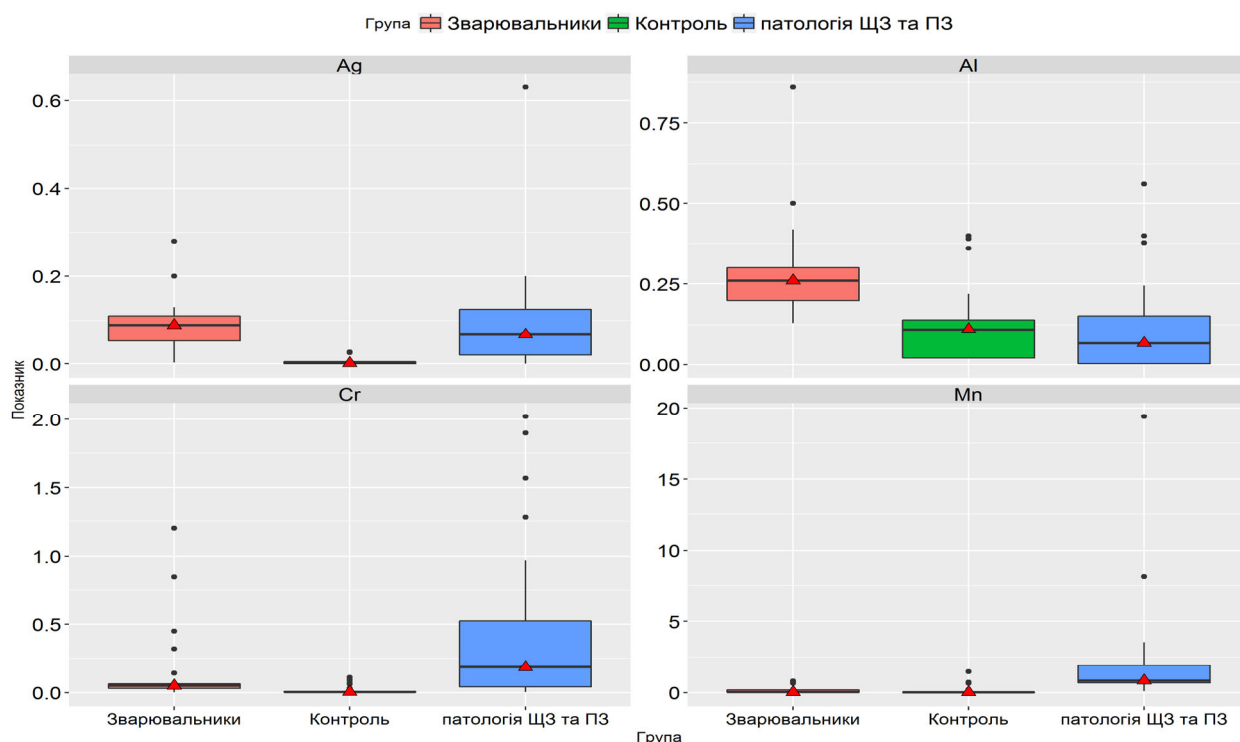 Група Зварювальники Контроль патологія ЩЗ та ПЗ
Ag
Al
0.6
0.4
0.2
0.0
0.75
0.50
0.25
0.00
Показник
Cr
Mn
2.0
1.5
1.0
0.5
0.0
20
15
10
5
0
Зварювальники Контроль патологія ЩЗ та ПЗ
Зварювальники Контроль патологія ЩЗ та ПЗ
Група